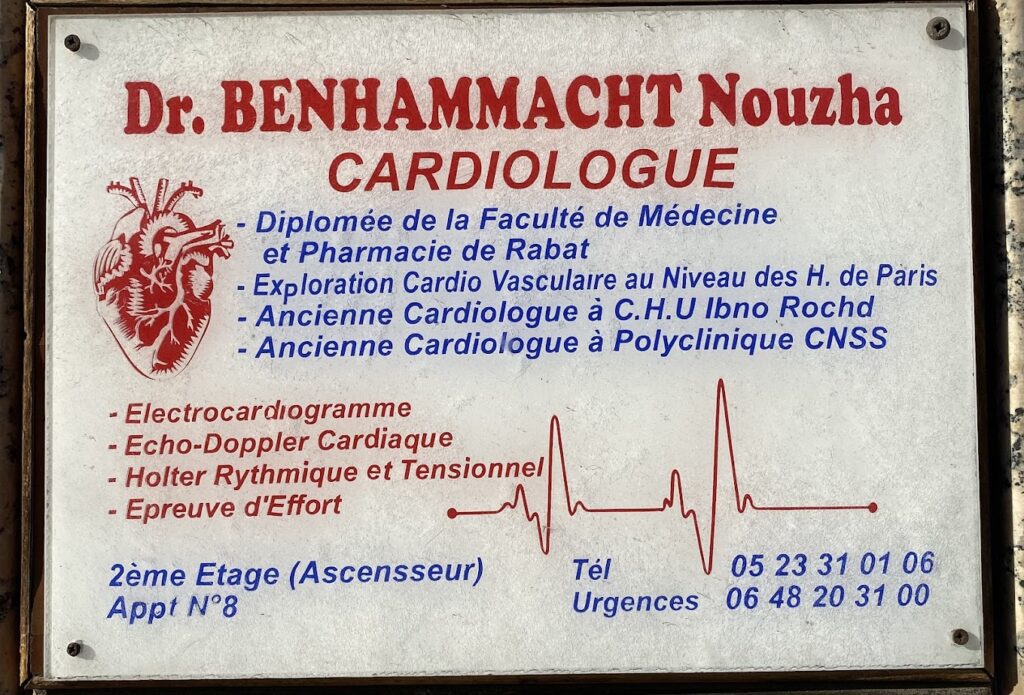 Dr. BENHAMMACHT Nouzha
CARDIOLOGUE
- Diplomée de la Faculté de Médecine
et Pharmacie de Rabat
- Exploration Cardio Vasculaire au Niveau des H. de Paris
- Ancienne Cardiologue à C.H.U Ibno Rochd
- Ancienne Cardiologue à Polyclinique CNSS
- Electrocardiogramme
- Echo-Doppler Cardiaque
- Holter Rythmique et Tensionnel
- Epreuve d'Effort
2ème Etage (Ascensseur)
Appt N°8
Tél 05 23 31 01 06
Urgences 06 48 20 31 00